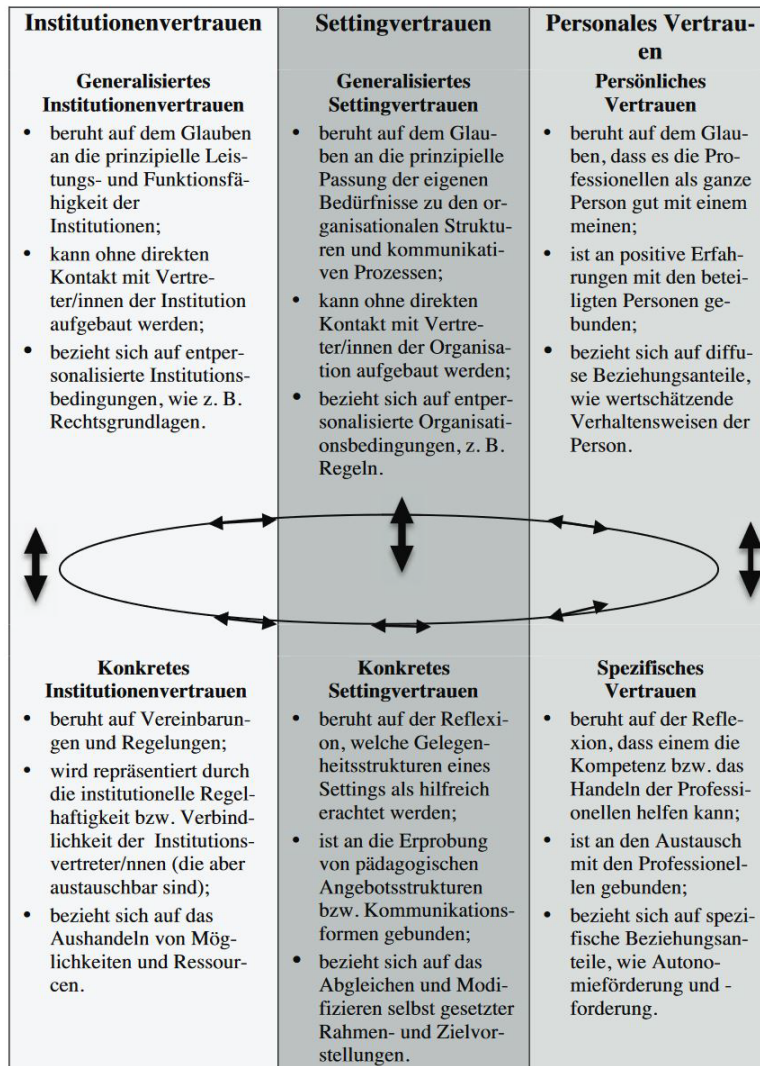 Institutionenvertrauen
Generalisiertes
Institutionenvertrauen
• beruht auf dem Glauben
an die prinzipielle Leis-
tungs- und Funktionsfä-
higkeit der
Institutionen;
• kann ohne direkten
Kontakt mit Vertre-
ter/innen der Institution
aufgebaut werden;
• bezieht sich auf entper-
sonalisierte Institutions-
bedingungen, wie z. B.
Rechtsgrundlagen.
Settingvertrauen
Generalisiertes
Settingvertrauen
• beruht auf dem Glau-
ben an die prinzipielle
Passung der eigenen
Bedürfnisse zu den or-
ganisationalen Struktu-
ren und kommunikati-
ven Prozessen;
• kann ohne direkten
Kontakt mit Vertre-
ter/innen der Organisa-
tion aufgebaut werden;
• bezieht sich auf entper-
sonalisierte Organisati-
onsbedingungen, z. B.
Regeln.
Personales Vertrau-
en
Persönliches
Vertrauen
• beruht auf dem Glau-
ben, dass es die Pro-
fessionellen als ganze
Person gut mit einem
meinen;
• ist an positive Erfah-
rungen mit den betei-
ligten Personen ge-
bunden;
• bezieht sich auf diffu-
se Beziehungsanteile,
wie wertschätzende
Verhaltensweisen der
Person.
Konkretes
Institutionenvertrauen
• beruht auf Vereinbarun-
gen und Regelungen;
• wird repräsentiert durch
die institutionelle Regel-
haftigkeit bzw. Verbind-
lichkeit der Institutions-
vertreter/nnen (die aber
austauschbar sind);
• bezieht sich auf das
Aushandeln von Mög-
lichkeiten und Ressour-
cen.
Konkretes
Settingvertrauen
• beruht auf der Reflexi-
on, welche Gelegen-
heitsstrukturen eines
Settings als hilfreich
erachtet werden;
• ist an die Erprobung
von pädagogischen
Angebotsstrukturen
bzw. Kommunikations-
formen gebunden;
• bezieht sich auf das
Abgleichen und Modi-
fizieren selbst gesetzter
Rahmen- und Zielvor-
stellungen.
Spezifisches
Vertrauen
• beruht auf der Refle-
xion, dass einem die
Kompetenz bzw. das
Handeln der Professi-
onellen helfen kann;
• ist an den Austausch
mit den Professionel-
len gebunden;
• bezieht sich auf spezi-
fische Beziehungsan-
teile, wie Autono-
mieförderung und -
forderung.